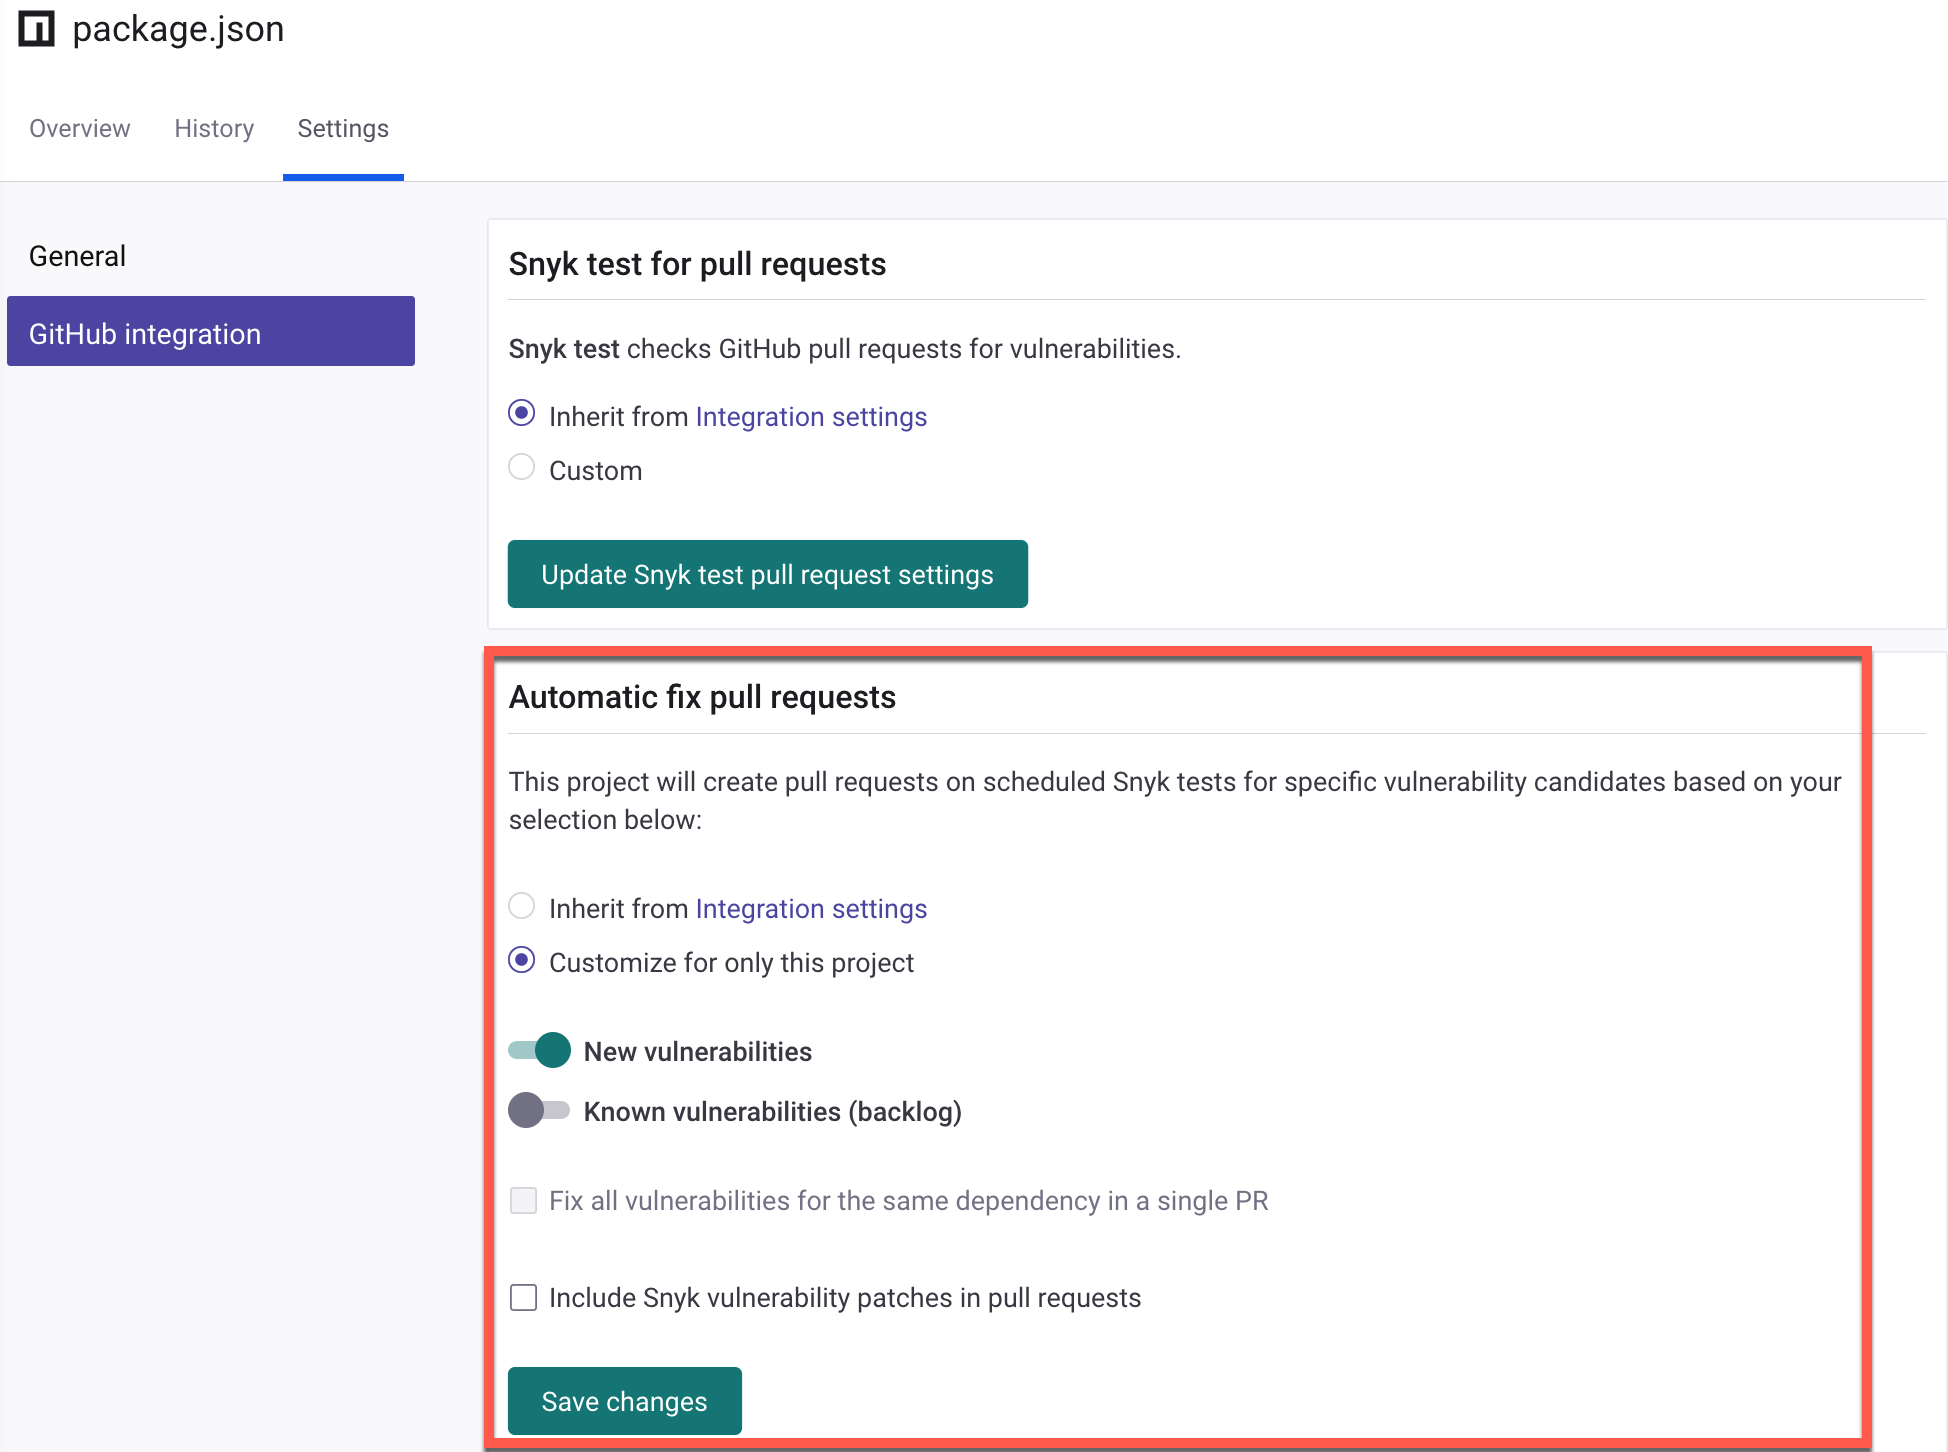 package.json
Overview
History
Settings
General
GitHub integration
Snyk test for pull requests
Snyk test checks GitHub pull requests for vulnerabilities.
Inherit from Integration settings
Custom
Update Snyk test pull request settings
Automatic fix pull requests
This project will create pull requests on scheduled Snyk tests for specific vulnerability candidates based on your
selection below:
Inherit from Integration settings
Customize for only this project
New vulnerabilities
Known vulnerabilities (backlog)
Fix all vulnerabilities for the same dependency in a single PR
Include Snyk vulnerability patches in pull requests
Save changes